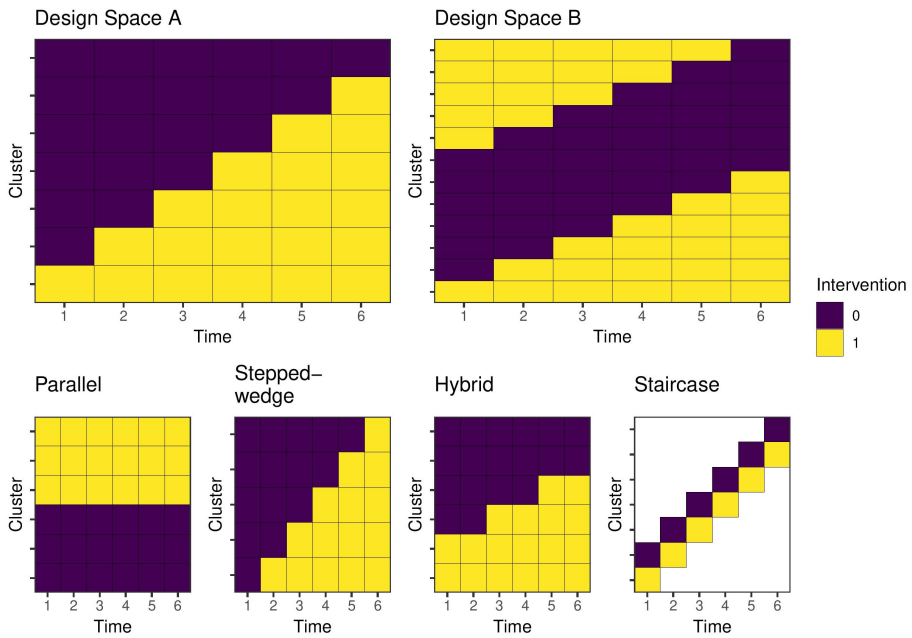 Design Space A
Design Space B
Cluster
Cluster
1 2 3 4 5 6
1 2 3 4 5 6
Time
Time
Intervention
0
1
Parallel
Stepped–
wedge
Hybrid
Staircase
Cluster
Cluster
Cluster
Cluster
1 2 3 4 5 6
1 2 3 4 5 6
1 2 3 4 5 6
1 2 3 4 5 6
Time
Time
Time
Time